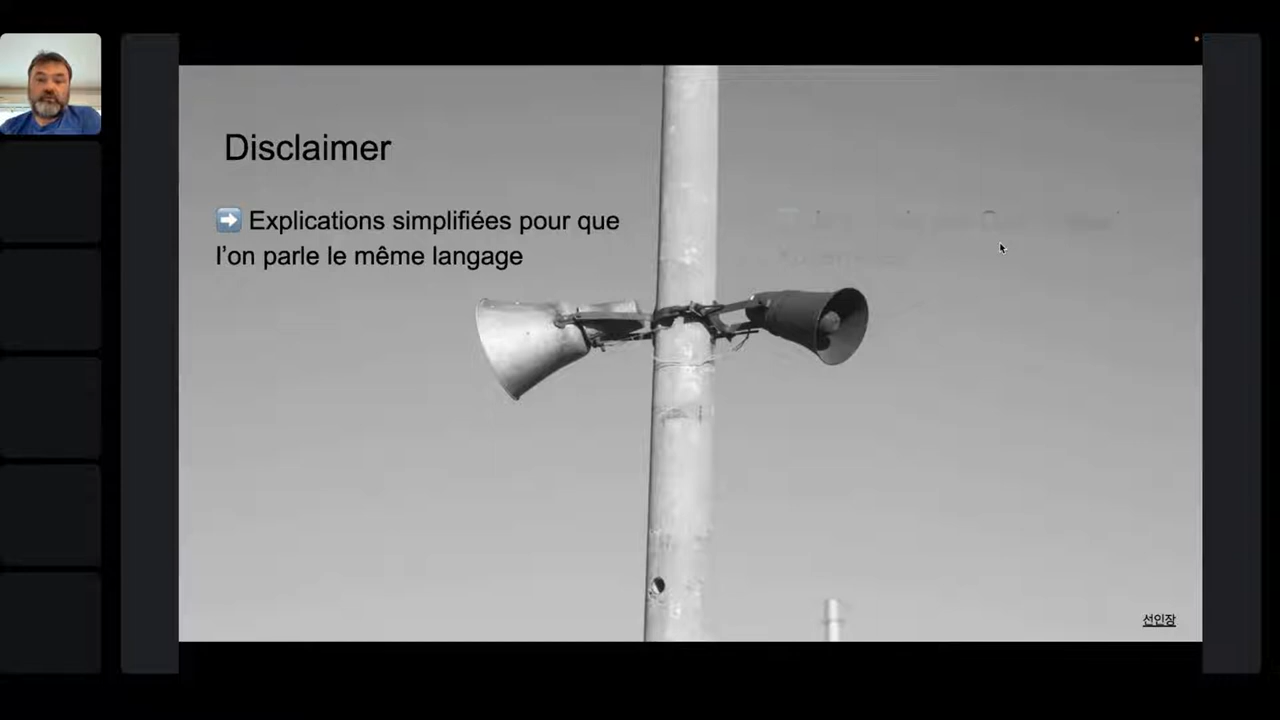 Disclaimer
➡️ Explications simplifiées pour que
l’on parle le même langage
선인장